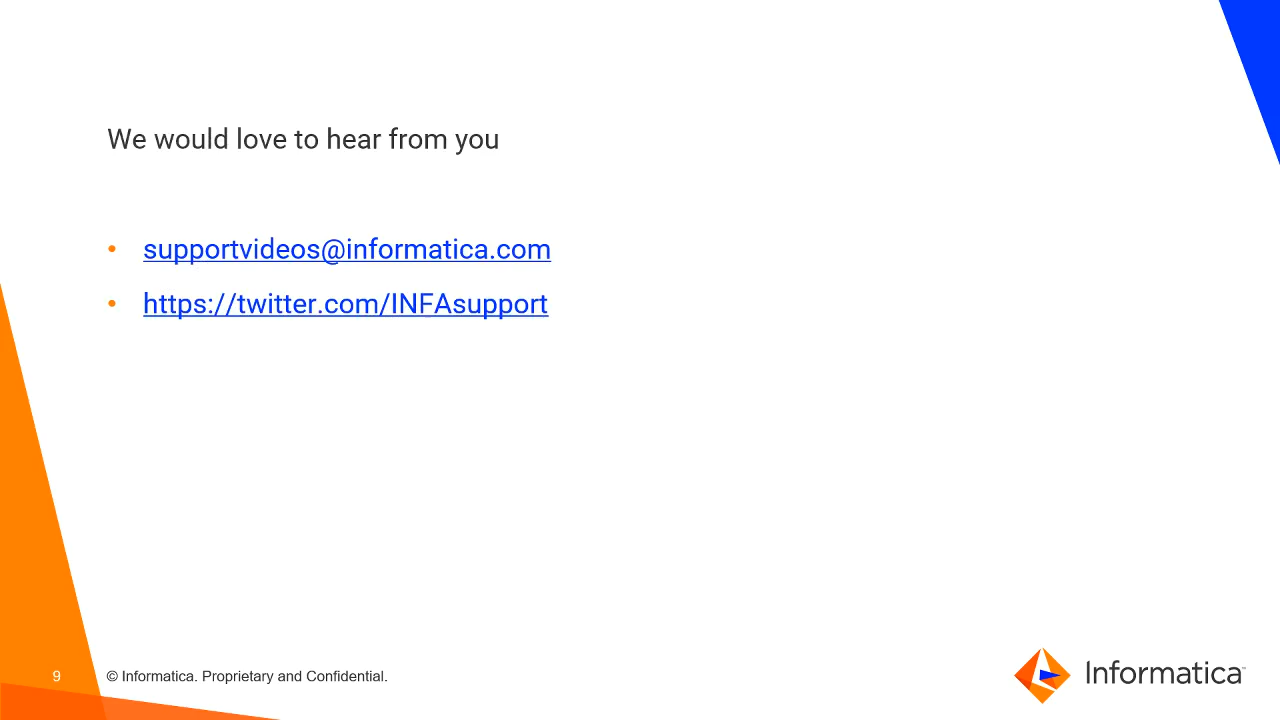 We would love to hear from you
• supportvideos@informatica.com
• https://twitter.com/INFAsupport
9
© Informatica. Proprietary and Confidential.
Informatica™